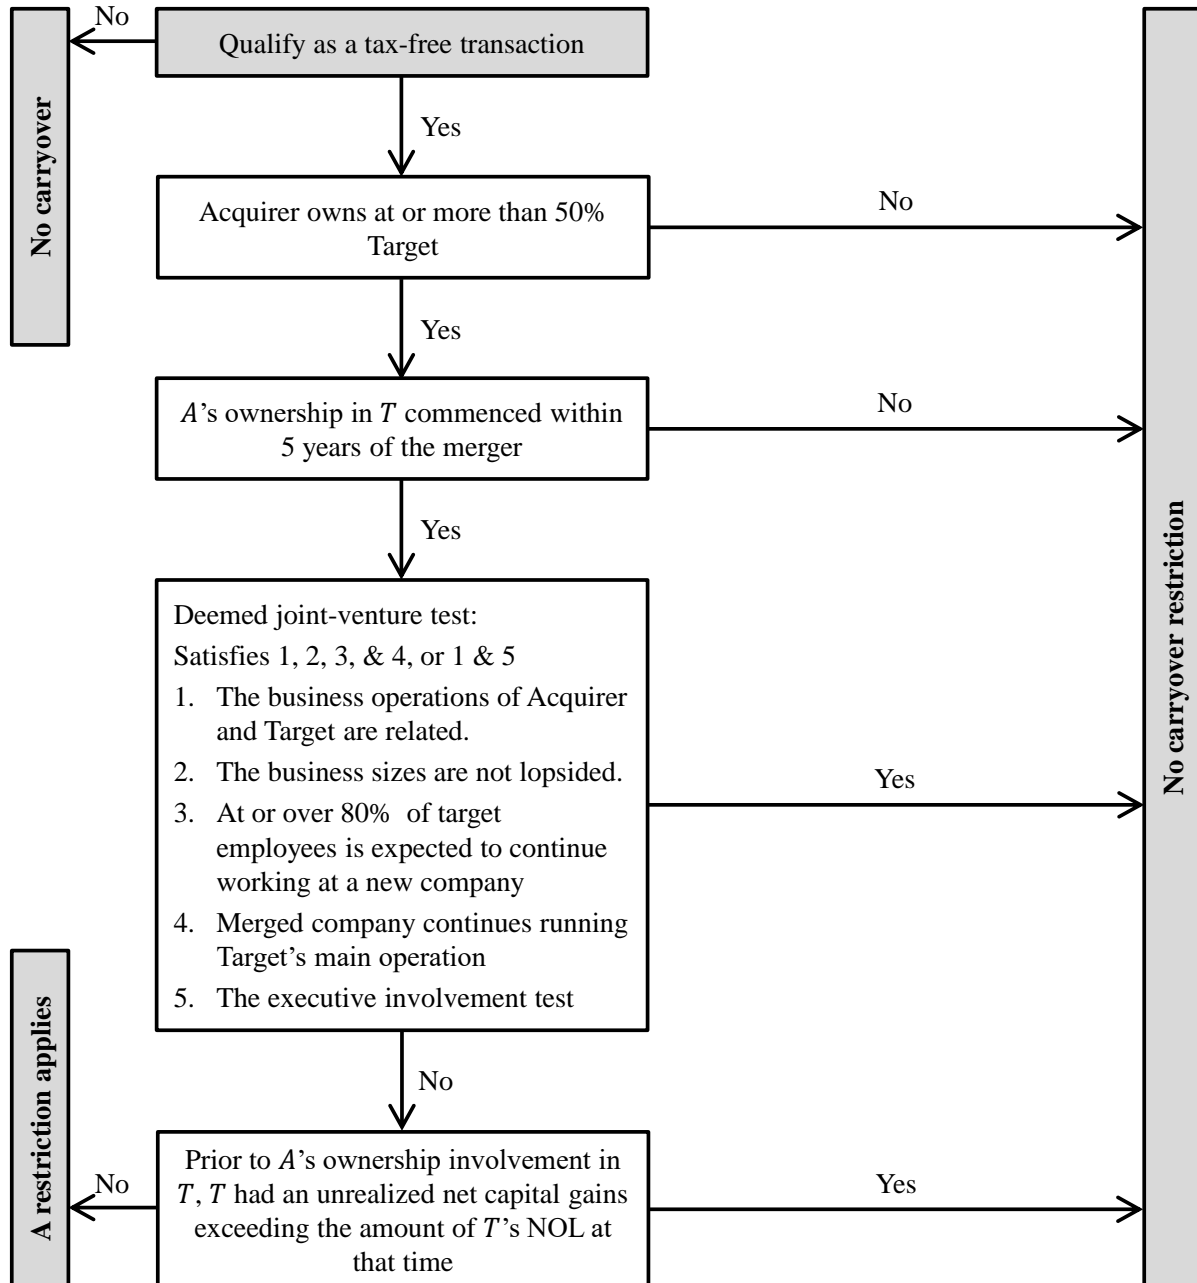 No
Qualify as a tax-free transaction
No carryover
Yes
Acquirer owns at or more than 50%
Target
No
Yes
A's ownership in T commenced within
5 years of the merger
No
Yes
Deemed joint-venture test:
Satisfies 1, 2, 3, & 4, or 1 & 5
1. The business operations of Acquirer
and Target are related.
2. The business sizes are not lopsided.
3. At or over 80% of target
employees is expected to continue
working at a new company
4. Merged company continues running
Target's main operation
5. The executive involvement test
Yes
No carryover restriction
No
Prior to A's ownership involvement in
T, T had an unrealized net capital gains
exceeding the amount of T's NOL at
that time
No
A restriction applies
Yes